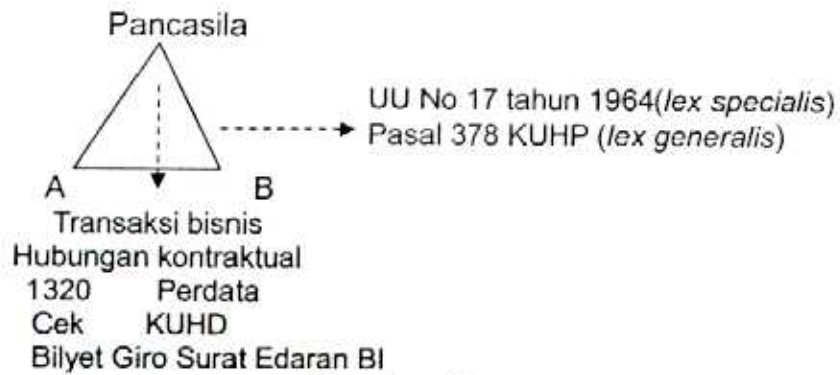 Pancasila
UU No 17 tahun 1964(lex specialis)
Pasal 378 KUHP (lex generalis)
A B
Transaksi bisnis
Hubungan kontraktual
1320 Perdata
Cek KUHD
Bilyet Giro Surat Edaran BI